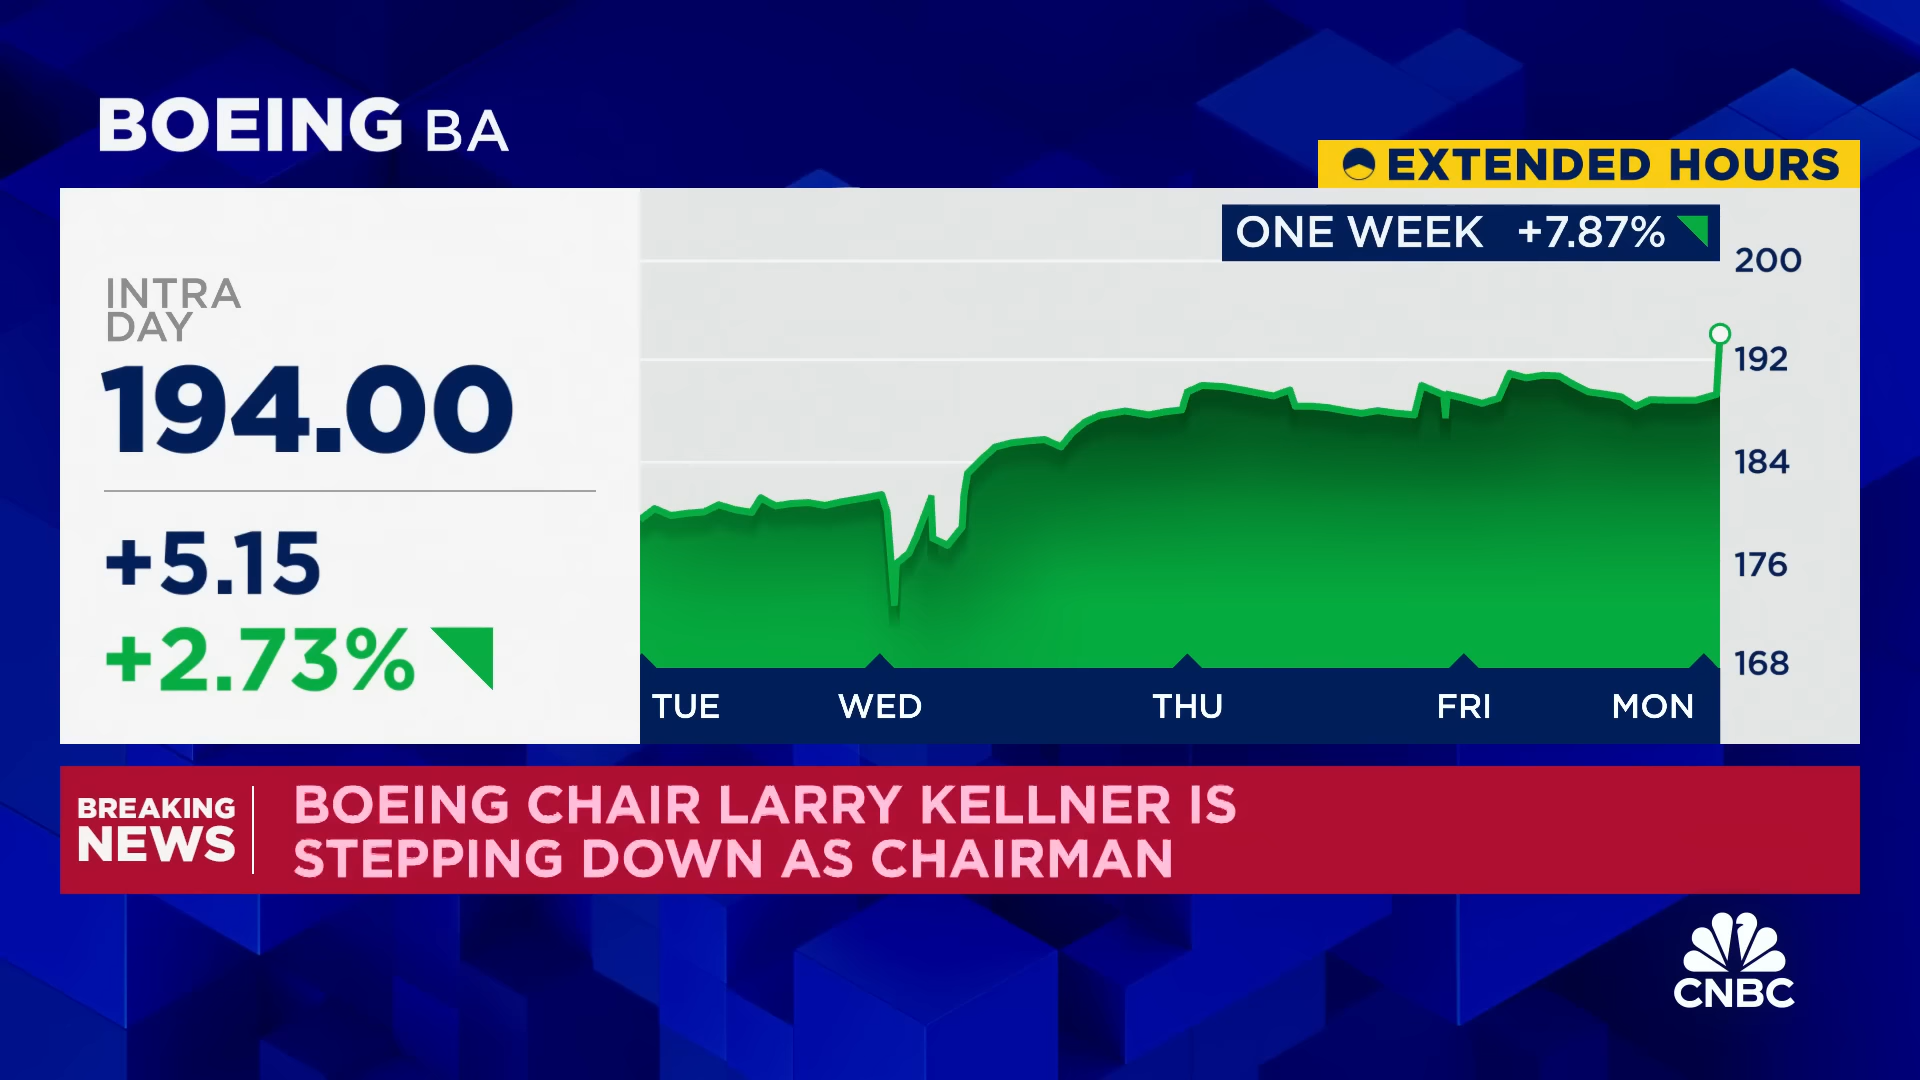 BOEING BA
EXTENDED HOURS
ONE WEEK +7.87%
INTRA
DAY
194.00
+5.15
+2.73%
200
192
184
176
168
TUE WED THU FRI MON
BREAKING
NEWS
BOEING CHAIR LARRY KELLNER IS
STEPPING DOWN AS CHAIRMAN
CNBC